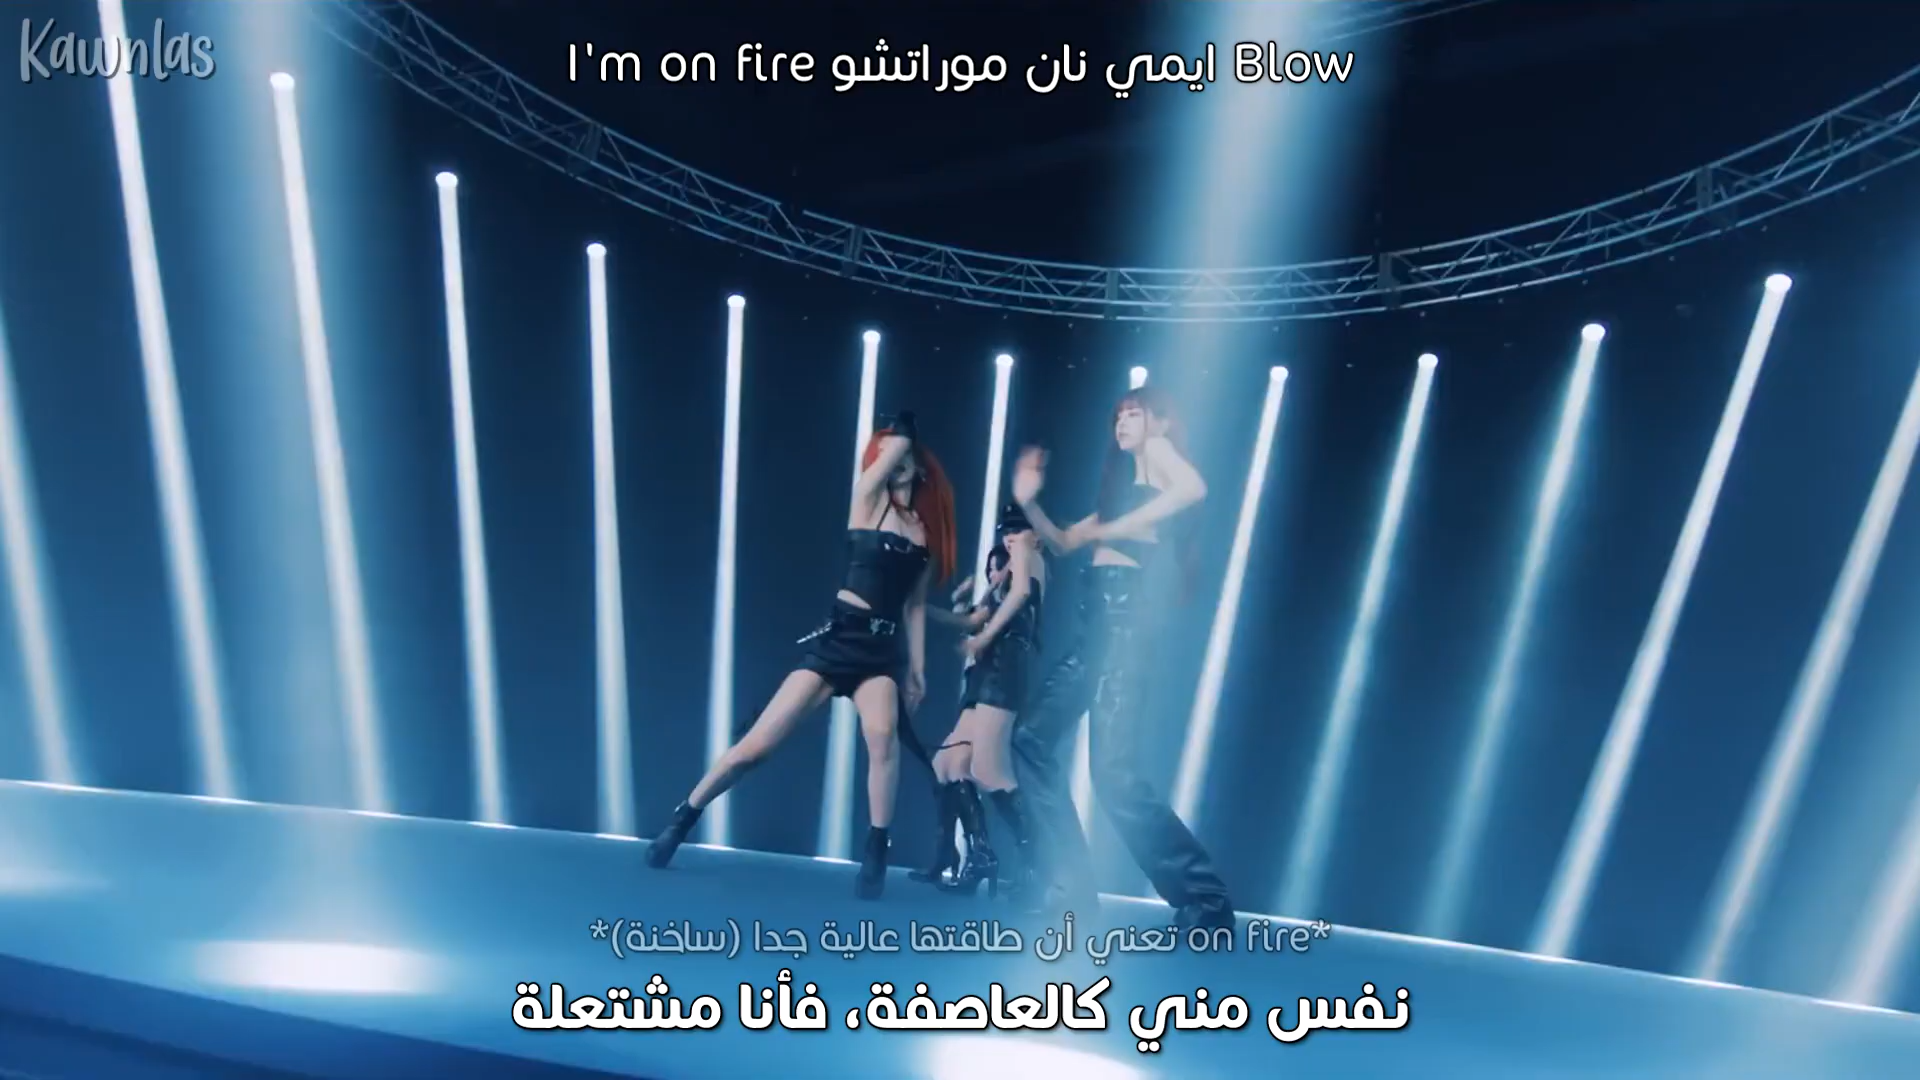 Kawnlas
Blow ايمي نان موراتشو I'm on fire
*on fire تعني أن طاقتها عالية جدا (ساخنة)*
نفس مني كالعاصفة، فأنا مشتعلة